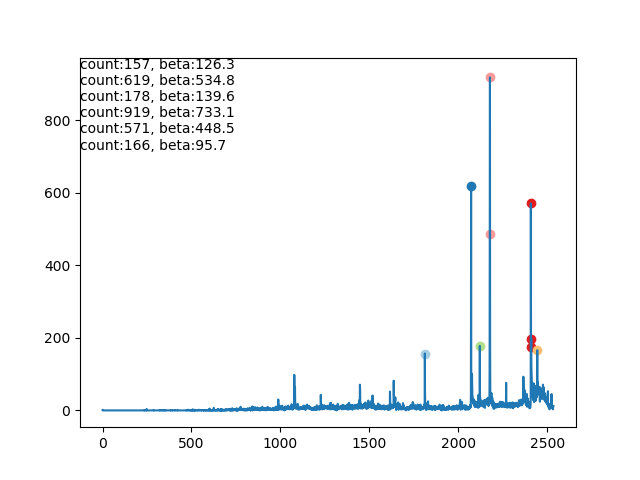 count:157, beta:126.3
count:619, beta:534.8
count:178, beta:139.6
count:919, beta:733.1
count:571, beta:448.5
count:166, beta:95.7
800
600
400
200
0
0 500 1000 1500 2000 2500